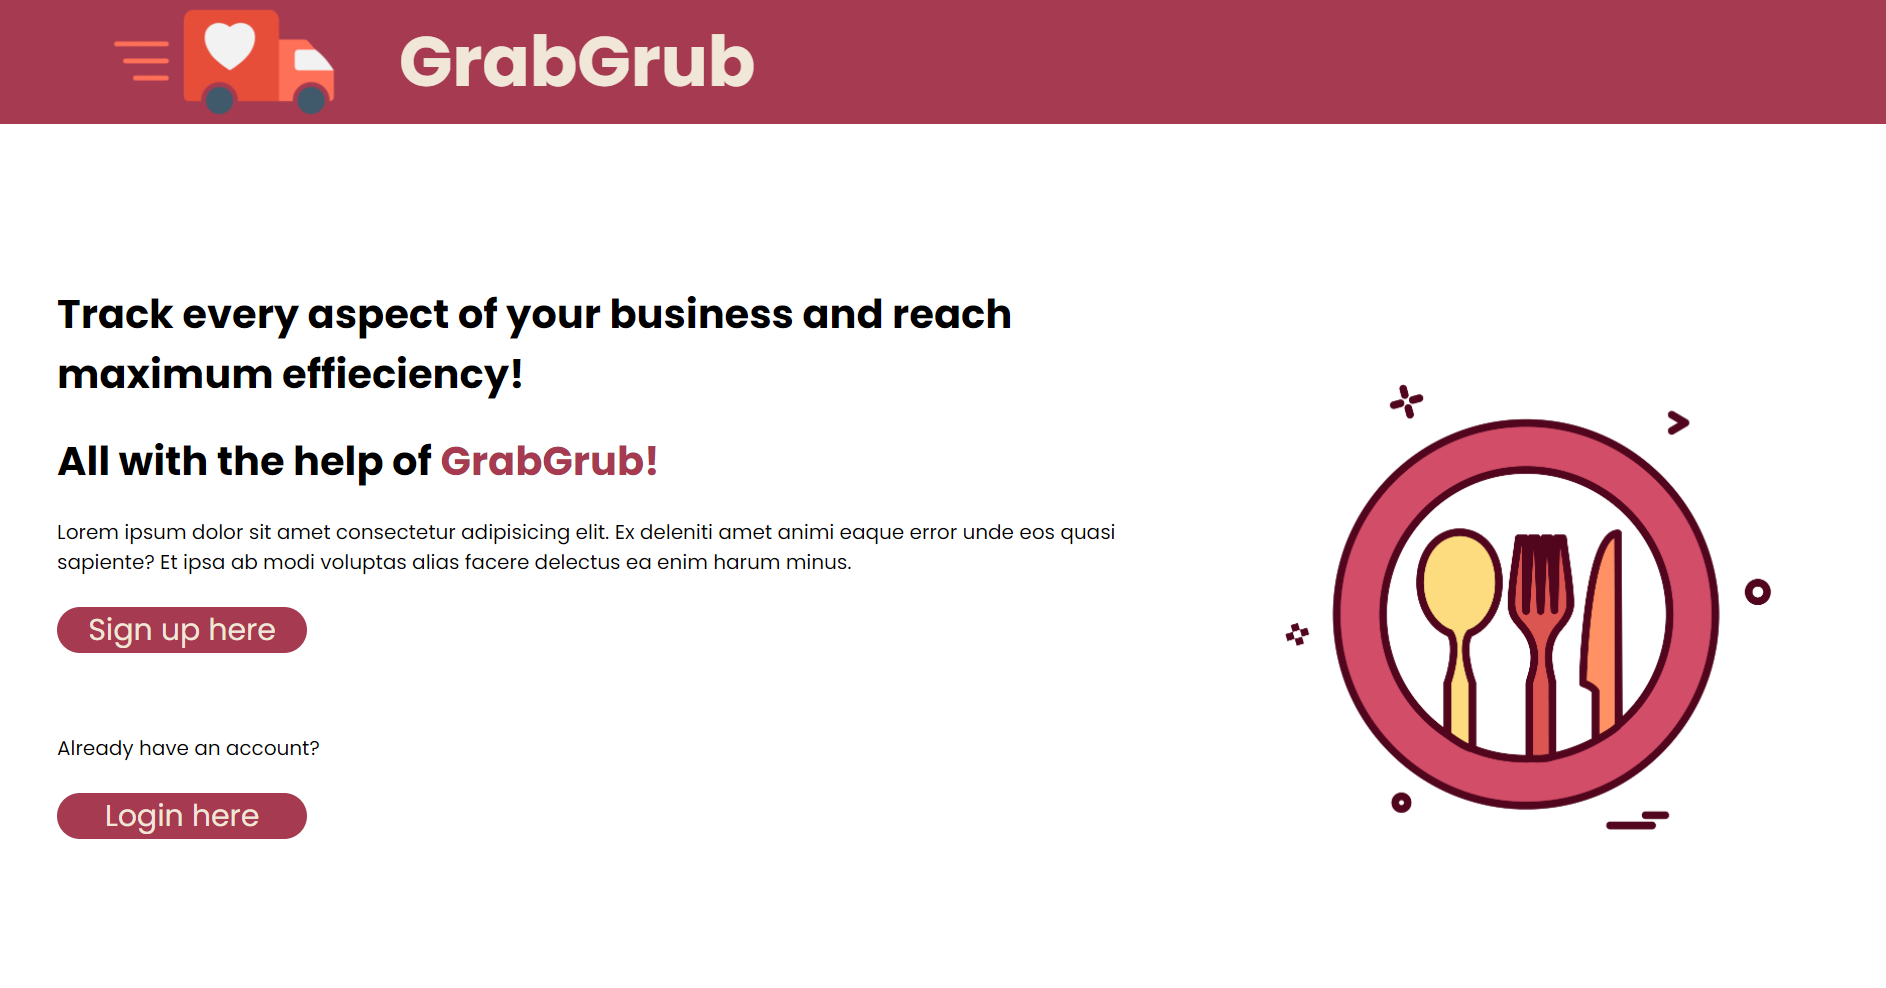 GrabGrub
Track every aspect of your business and reach
maximum effieciency!
All with the help of GrabGrub!
Lorem ipsum dolor sit amet consectetur adipisicing elit. Ex deleniti amet animi eaque error unde eos quasi
sapiente? Et ipsa ab modi voluptas alias facere delectus ea enim harum minus.
Sign up here
Already have an account?
Login here